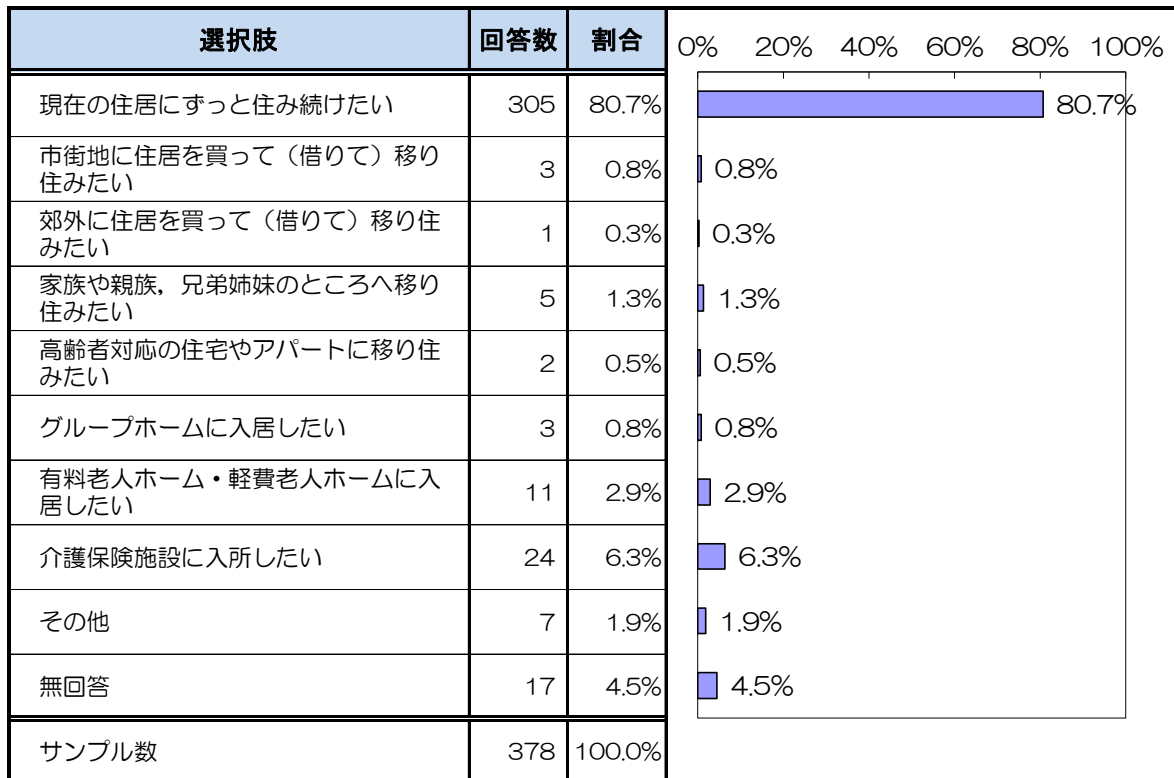 選択肢 回答数 割合 0% 20% 40% 60% 80% 100%
現在の住居にずっと住み続けたい 305 80.7% 80.7%
市街地に住居を買って（借りて）移り
住みたい 3 0.8% 0.8%
郊外に住居を買って（借りて）移り住
みたい 1 0.3% 0.3%
家族や親族，兄弟姉妹のところへ移り
住みたい 5 1.3% 1.3%
高齢者対応の住宅やアパートに移り住
みたい 2 0.5% 0.5%
グループホームに入居したい 3 0.8% 0.8%
有料老人ホーム・軽費老人ホームに入
居したい 11 2.9% 2.9%
介護保険施設に入所したい 24 6.3% 6.3%
その他 7 1.9% 1.9%
無回答 17 4.5% 4.5%
サンプル数 378 100.0%